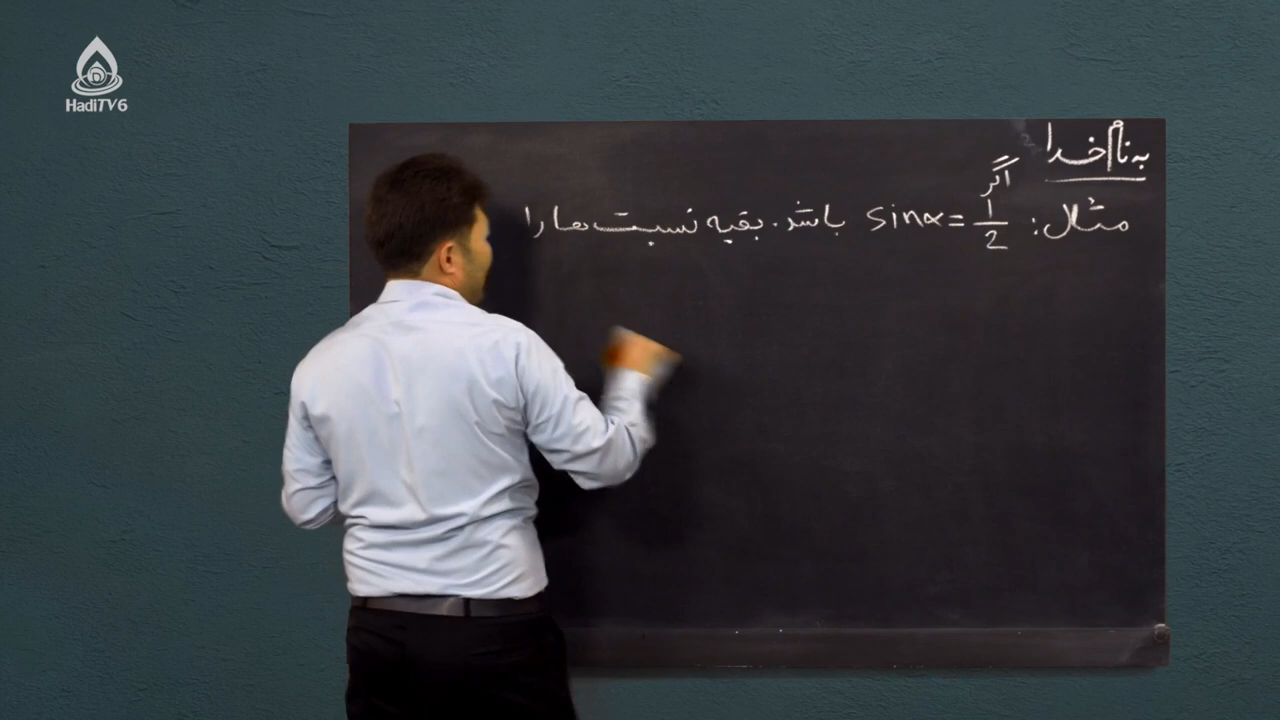 HadiTV6
به نام خدا
اگر
مثال: sinα = 1/2 باشد. بقیه نسبت ها را